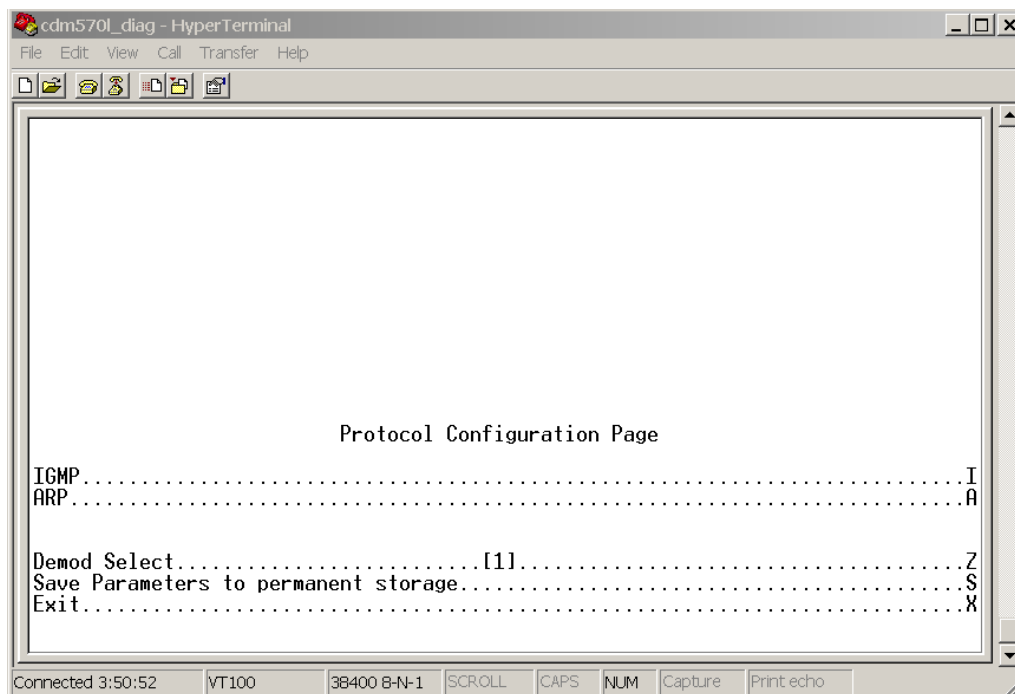 cdm570l_diag - HyperTerminal
File Edit View Call Transfer Help
Protocol Configuration Page
IGMP..........................................................................I
ARP...........................................................................A
Demod Select..........................[1]......................................Z
Save Parameters to permanent storage...........................................S
Exit..........................................................................X
Connected 3:50:52 VT100 38400 8-N-1 SCROLL CAPS NUM Capture Print echo